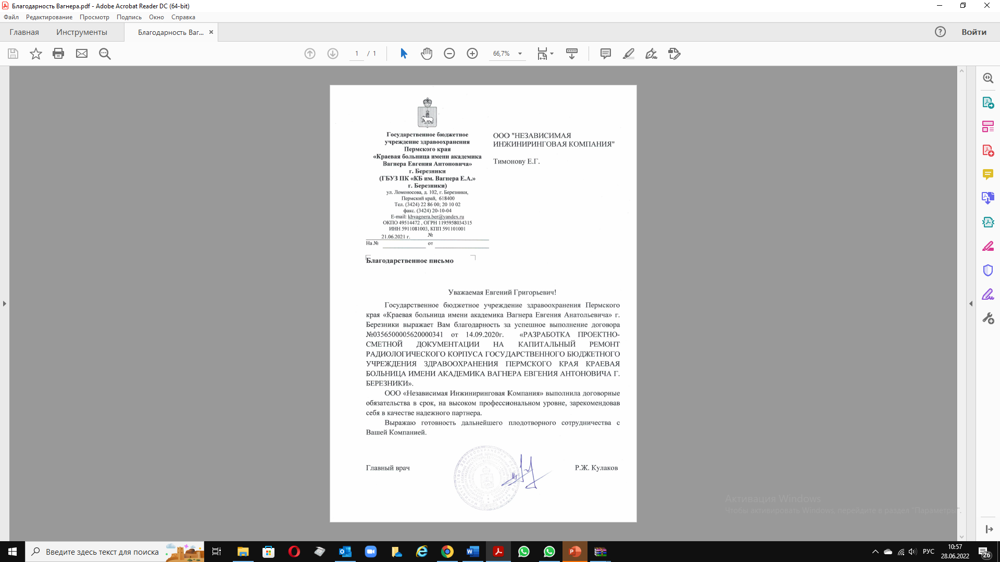 Благодарность Вагнера.pdf - Adobe Acrobat Reader DC (64-bit)
Файл Редактирование Просмотр Подпись Окно Справка
Главная Инструменты Благодарность Ваг... Войти
1 / 1 66,7%
Государственное бюджетное
учреждение здравоохранения
Пермского края
«Краевая больница имени академика
Вагнера Евгения Антоновича»
г. Березники
(ГБУЗ ПК «КБ им. Вагнера Е.А.»
г. Березники)
ул. Ломоносова, д. 102, г. Березники,
Пермский край, 618400
Тел. (3424) 22 86 00; 20 10 02
факс. (3424) 20-10-04
E-mail: kbvagnera.ber@yandex.ru
ОКПО 49514472 , ОГРН 1195958034315
ИНН 5911081003, КПП 591101001
21.06.2021 г. №
На № от
ООО "НЕЗАВИСИМАЯ
ИНЖИНИРИНГОВАЯ КОМПАНИЯ"
Тимонову Е.Г.
Благодарственное письмо
Уважаемая Евгений Григорьевич!
Государственное бюджетное учреждение здравоохранения Пермского
края «Краевая больница имени академика Вагнера Евгения Анатольевича» г.
Березники выражает Вам благодарность за успешное выполнение договора
№0356500005620000341 от 14.09.2020г. «РАЗРАБОТКА ПРОЕКТНО-
СМЕТНОЙ ДОКУМЕНТАЦИИ НА КАПИТАЛЬНЫЙ РЕМОНТ
РАДИОЛОГИЧЕСКОГО КОРПУСА ГОСУДАРСТВЕННОГО БЮДЖЕТНОГО
УЧРЕЖДЕНИЯ ЗДРАВООХРАНЕНИЯ ПЕРМСКОГО КРАЯ КРАЕВАЯ
БОЛЬНИЦА ИМЕНИ АКАДЕМИКА ВАГНЕРА ЕВГЕНИЯ АНТОНОВИЧА Г.
БЕРЕЗНИКИ».
ООО «Независимая Инжиниринговая Компания» выполнила договорные
обязательства в срок, на высоком профессиональном уровне, зарекомендовав
себя в качестве надежного партнера.
Выражаю готовность дальнейшего плодотворного сотрудничества с
Вашей Компанией.
Главный врач Р.Ж. Кулаков
Активация Windows
Чтобы активировать Windows, перейдите в раздел "Параметры".
Введите здесь текст для поиска
РУС
10:57
28.06.2022
26